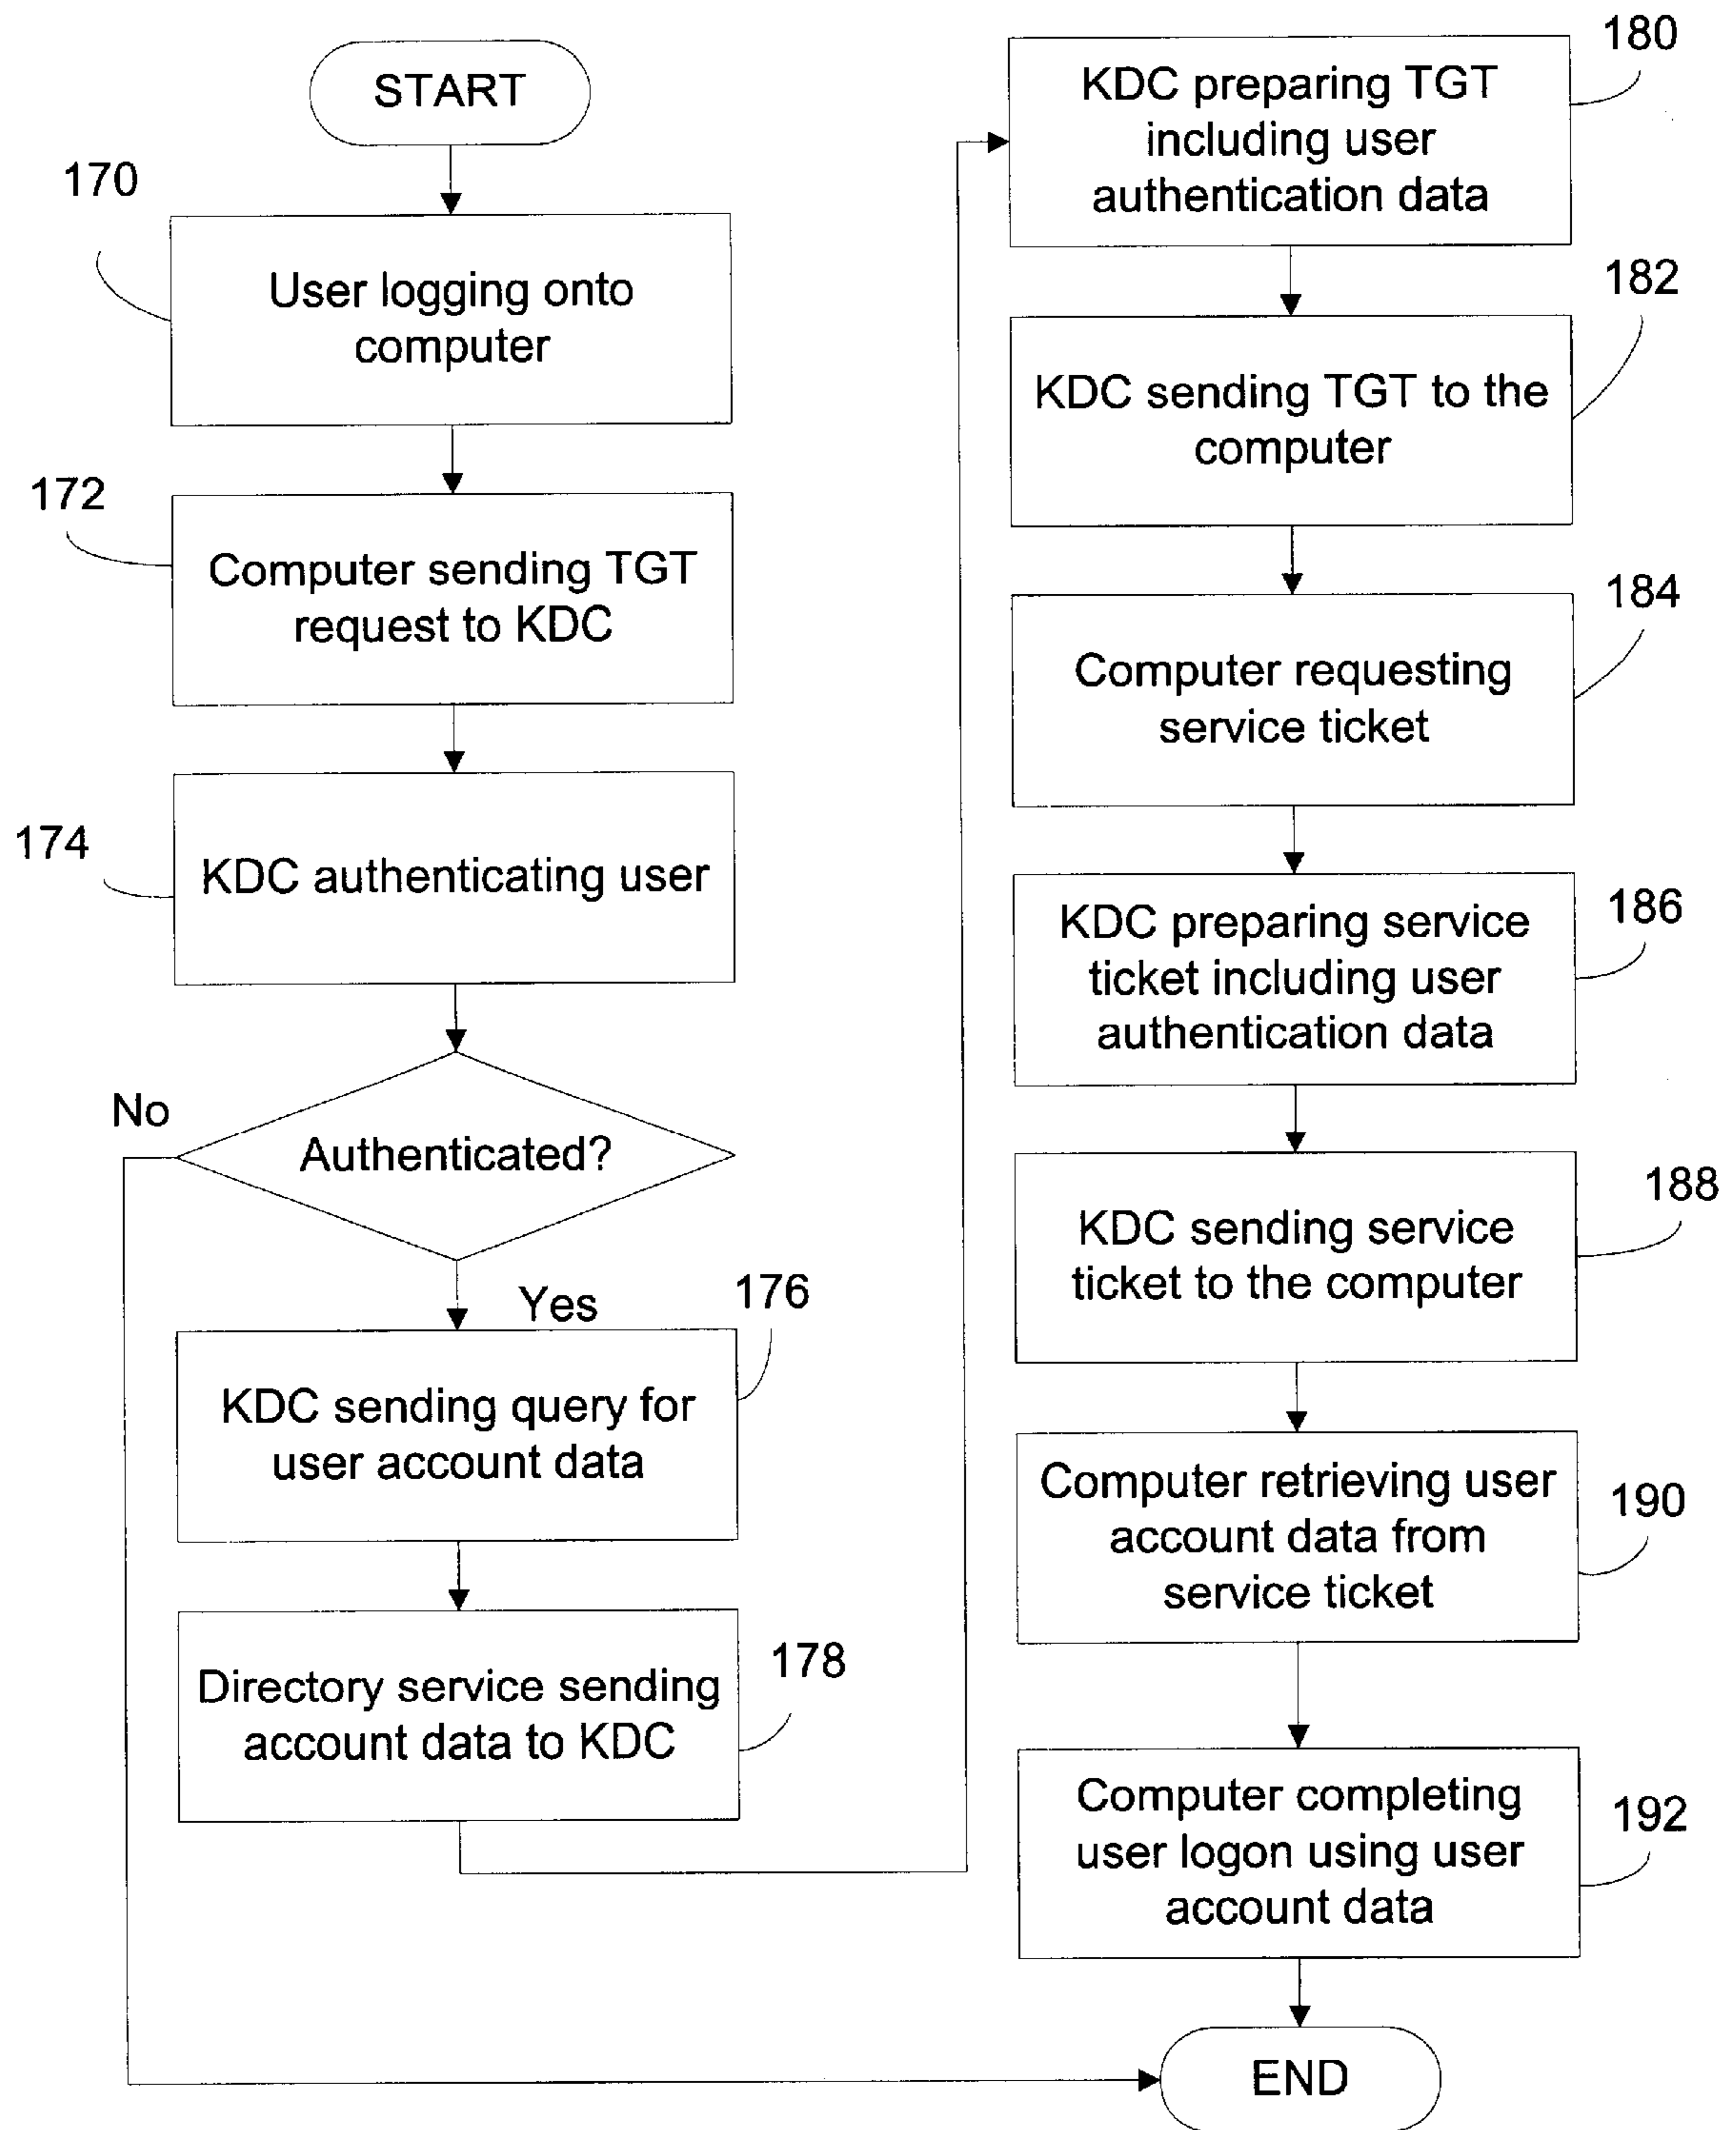 START
170
User logging onto
computer
172
Computer sending TGT
request to KDC
174
KDC authenticating user
No
Authenticated?
Yes
176
KDC sending query for
user account data
178
Directory service sending
account data to KDC
180
KDC preparing TGT
including user
authentication data
182
KDC sending TGT to the
computer
184
Computer requesting
service ticket
186
KDC preparing service
ticket including user
authentication data
188
KDC sending service
ticket to the computer
190
Computer retrieving user
account data from
service ticket
192
Computer completing
user logon using user
account data
END